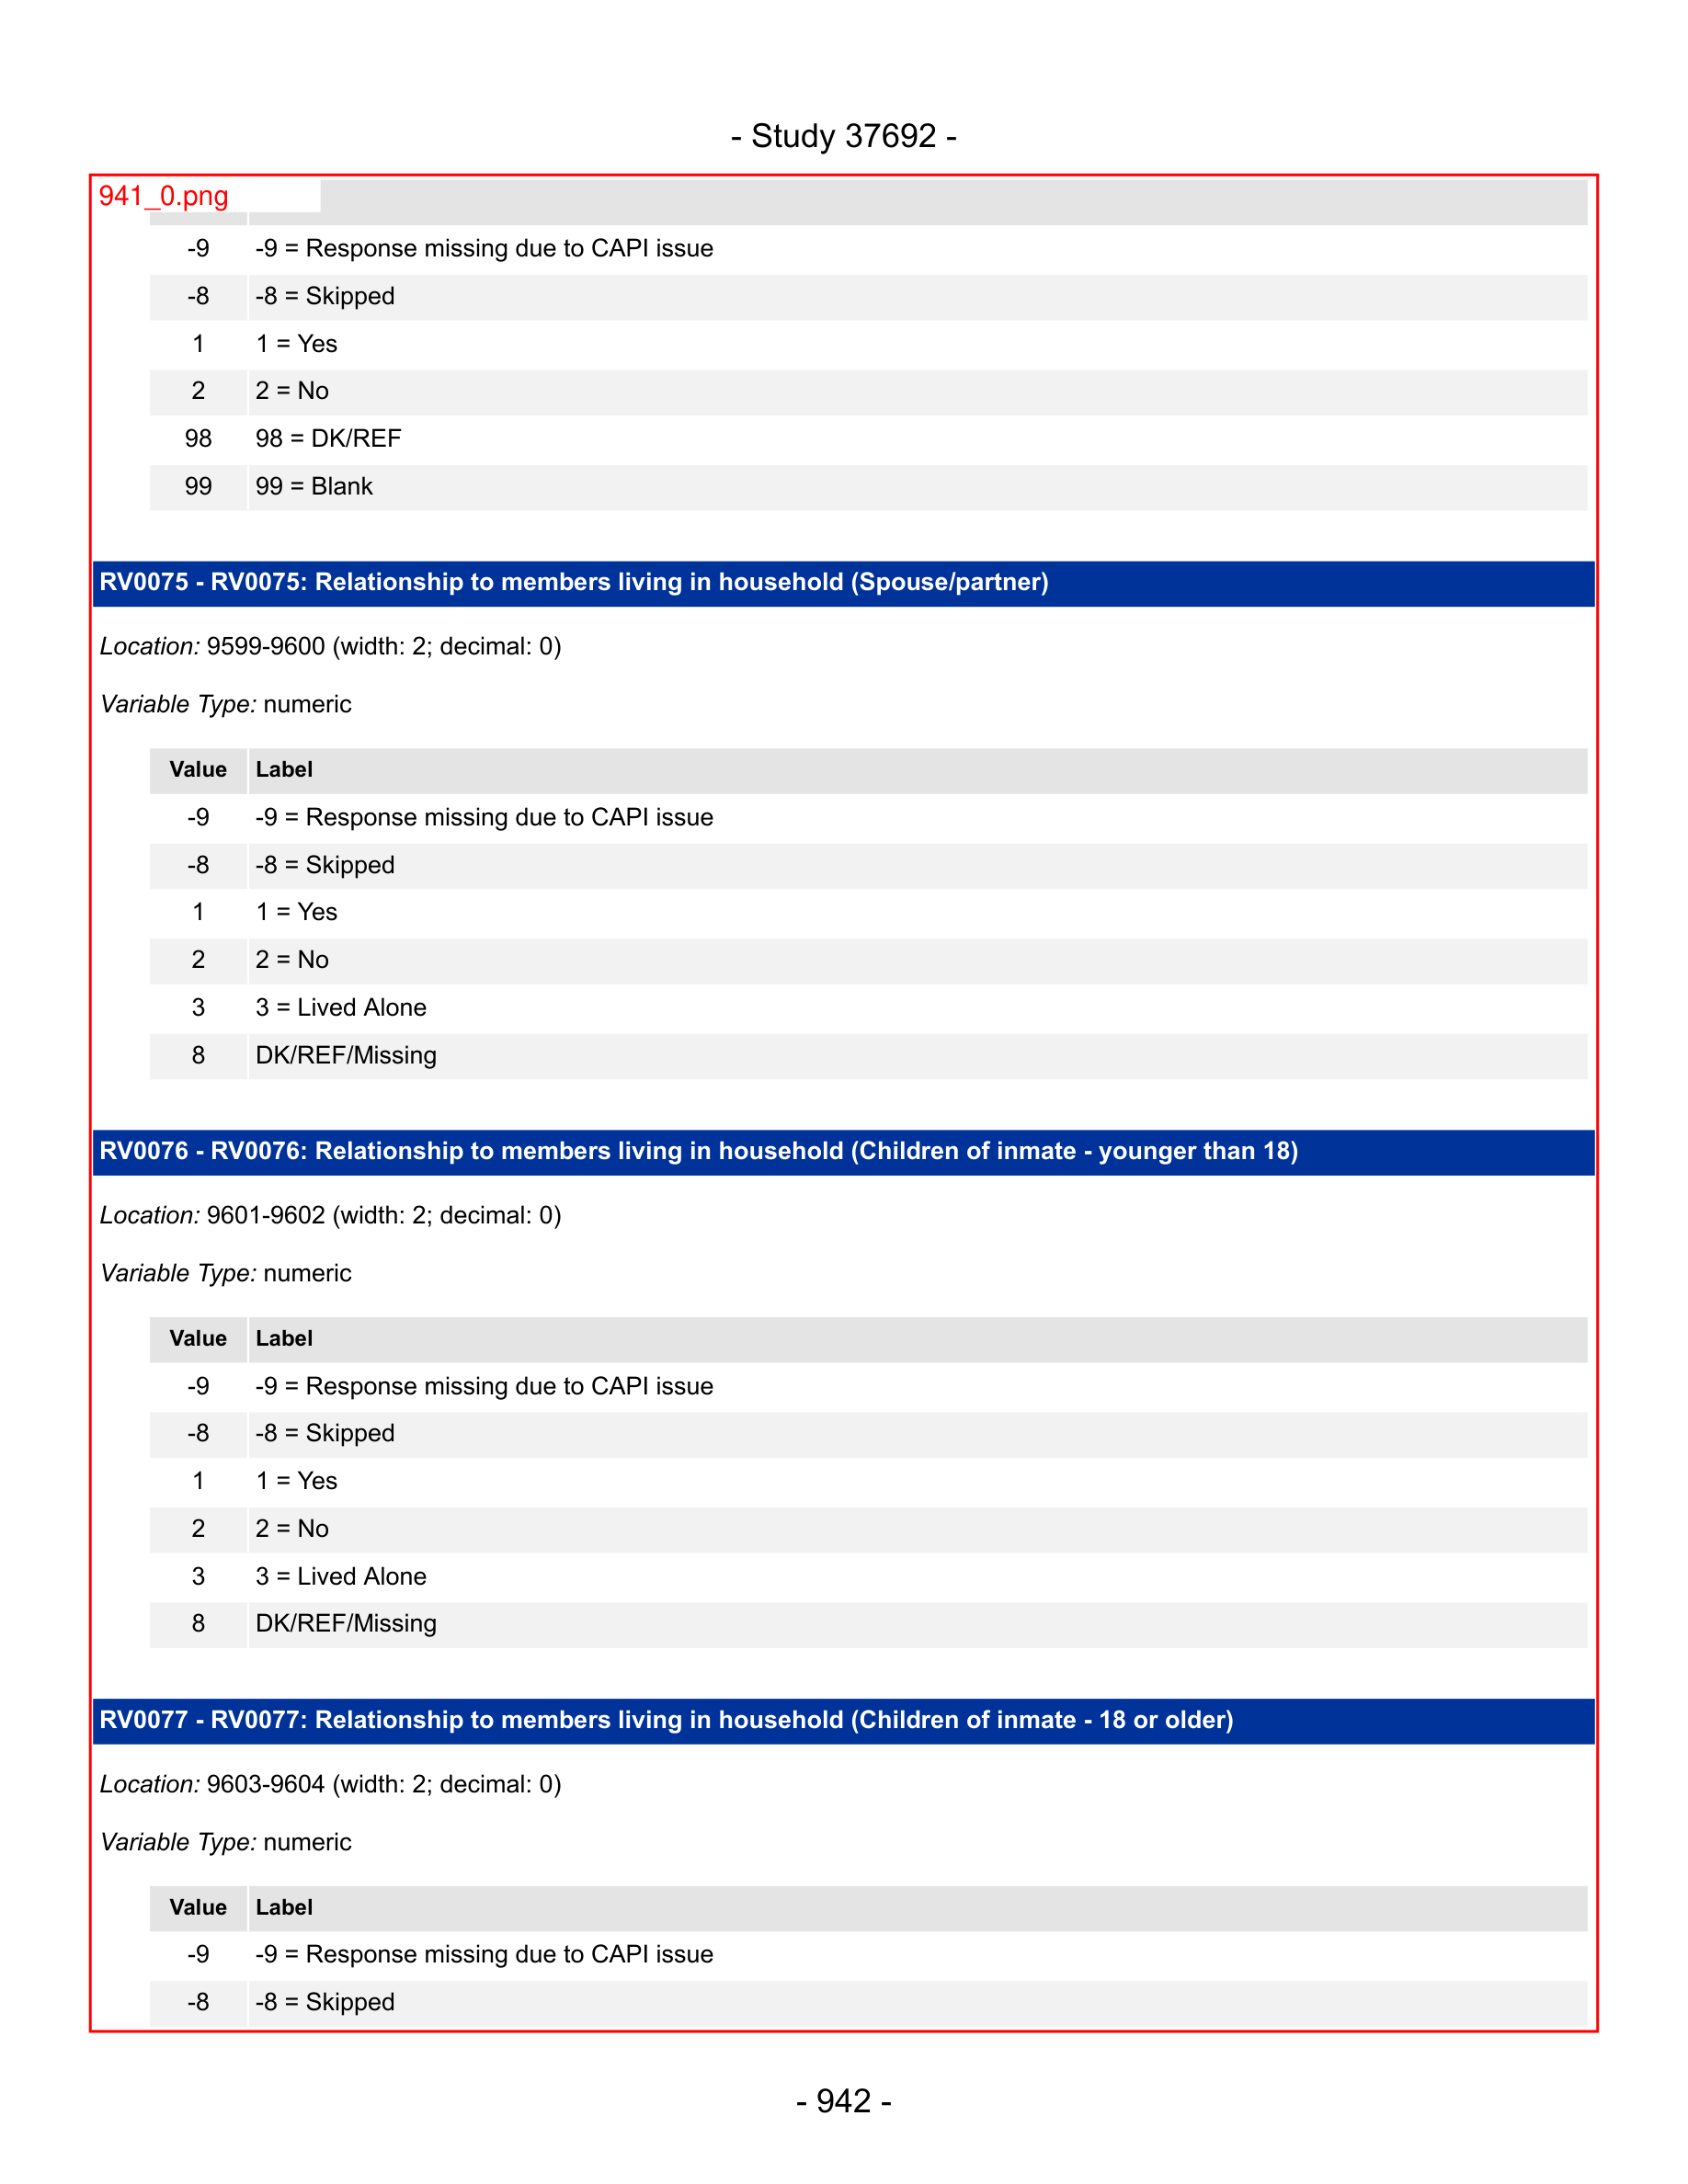 - Study 37692 -
941_0.png
-9 -9 = Response missing due to CAPI issue
-8 -8 = Skipped
1 1 = Yes
2 2 = No
98 98 = DK/REF
99 99 = Blank
RV0075 - RV0075: Relationship to members living in household (Spouse/partner)
Location: 9599-9600 (width: 2; decimal: 0)
Variable Type: numeric
Value Label
-9 -9 = Response missing due to CAPI issue
-8 -8 = Skipped
1 1 = Yes
2 2 = No
3 3 = Lived Alone
8 DK/REF/Missing
RV0076 - RV0076: Relationship to members living in household (Children of inmate - younger than 18)
Location: 9601-9602 (width: 2; decimal: 0)
Variable Type: numeric
Value Label
-9 -9 = Response missing due to CAPI issue
-8 -8 = Skipped
1 1 = Yes
2 2 = No
3 3 = Lived Alone
8 DK/REF/Missing
RV0077 - RV0077: Relationship to members living in household (Children of inmate - 18 or older)
Location: 9603-9604 (width: 2; decimal: 0)
Variable Type: numeric
Value Label
-9 -9 = Response missing due to CAPI issue
-8 -8 = Skipped
- 942 -